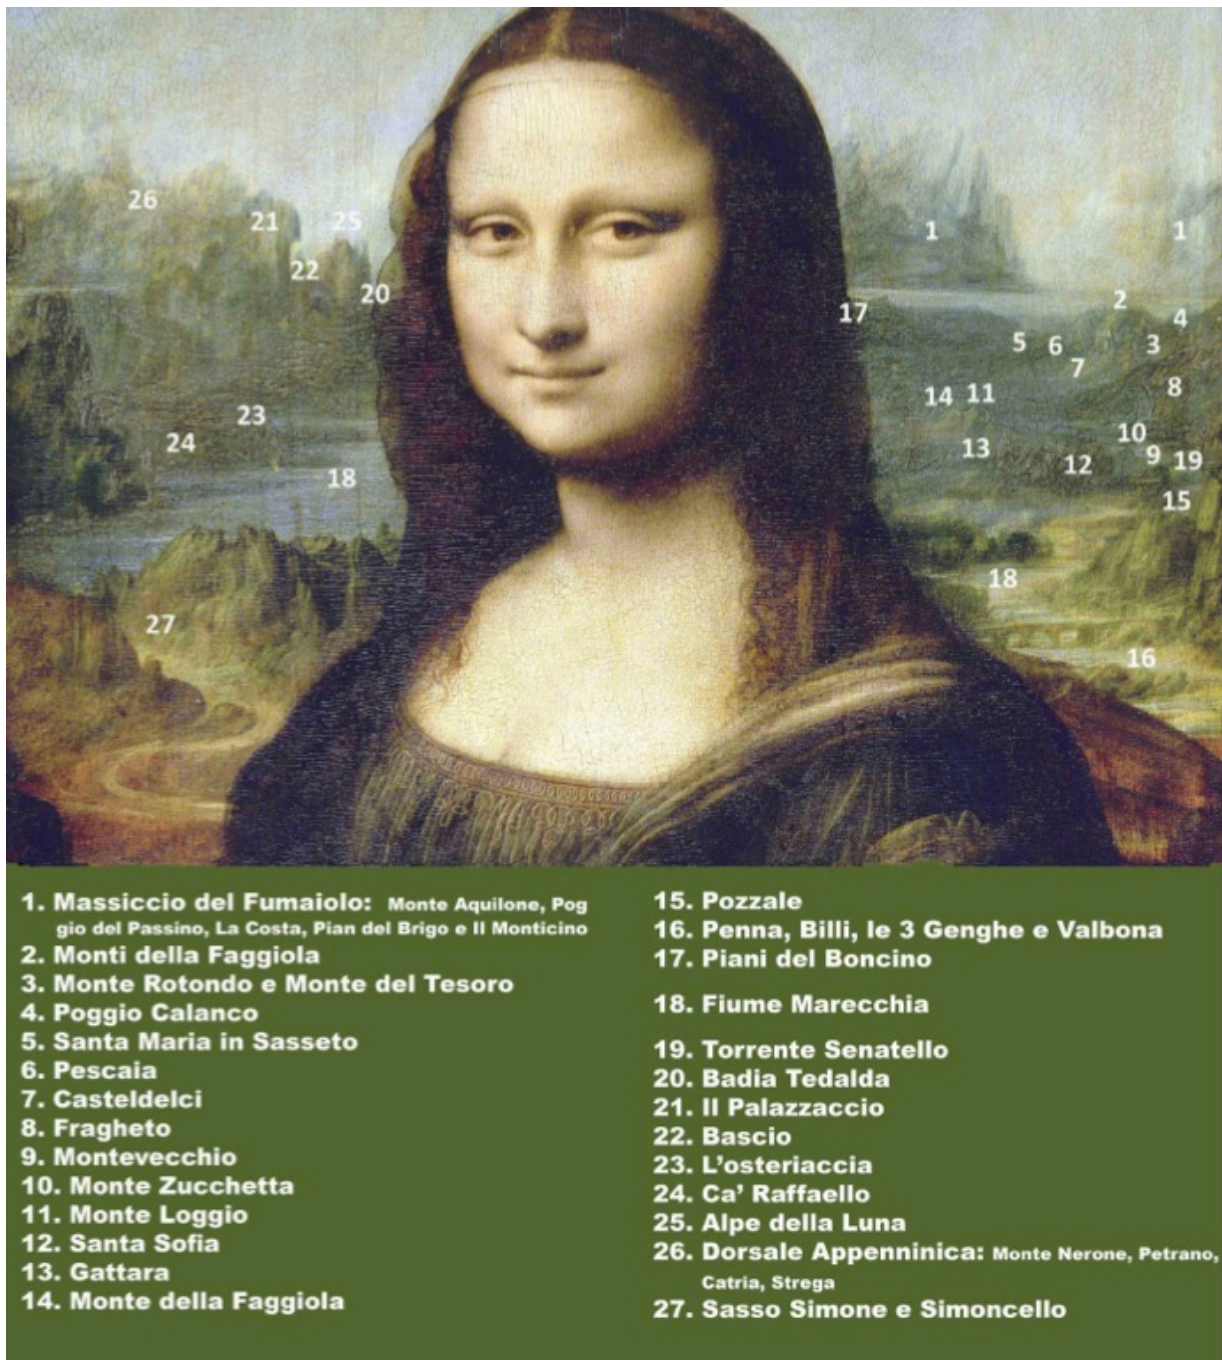 26
21
25
22
20
23
24
18
27
1
1
17
2
4
5
6
3
7
14
11
8
13
10
12
9
19
15
18
16
1. Massiccio del Fumaiolo: Monte Aquilone, Pog
gio del Passino, La Costa, Pian del Brigo e Il Monticino
2. Monti della Faggiola
3. Monte Rotondo e Monte del Tesoro
4. Poggio Calanco
5. Santa Maria in Sasseto
6. Pescaia
7. Casteldelci
8. Fragheto
9. Montevecchio
10. Monte Zucchetta
11. Monte Loggio
12. Santa Sofia
13. Gattara
14. Monte della Faggiola
15. Pozzale
16. Penna, Billi, le 3 Genghe e Valbona
17. Piani del Boncino
18. Fiume Marecchia
19. Torrente Senatello
20. Badia Tedalda
21. Il Palazzaccio
22. Bascio
23. L'osteriaccia
24. Ca' Raffaello
25. Alpe della Luna
26. Dorsale Appenninica: Monte Nerone, Petrano,
Catria, Strega
27. Sasso Simone e Simoncello